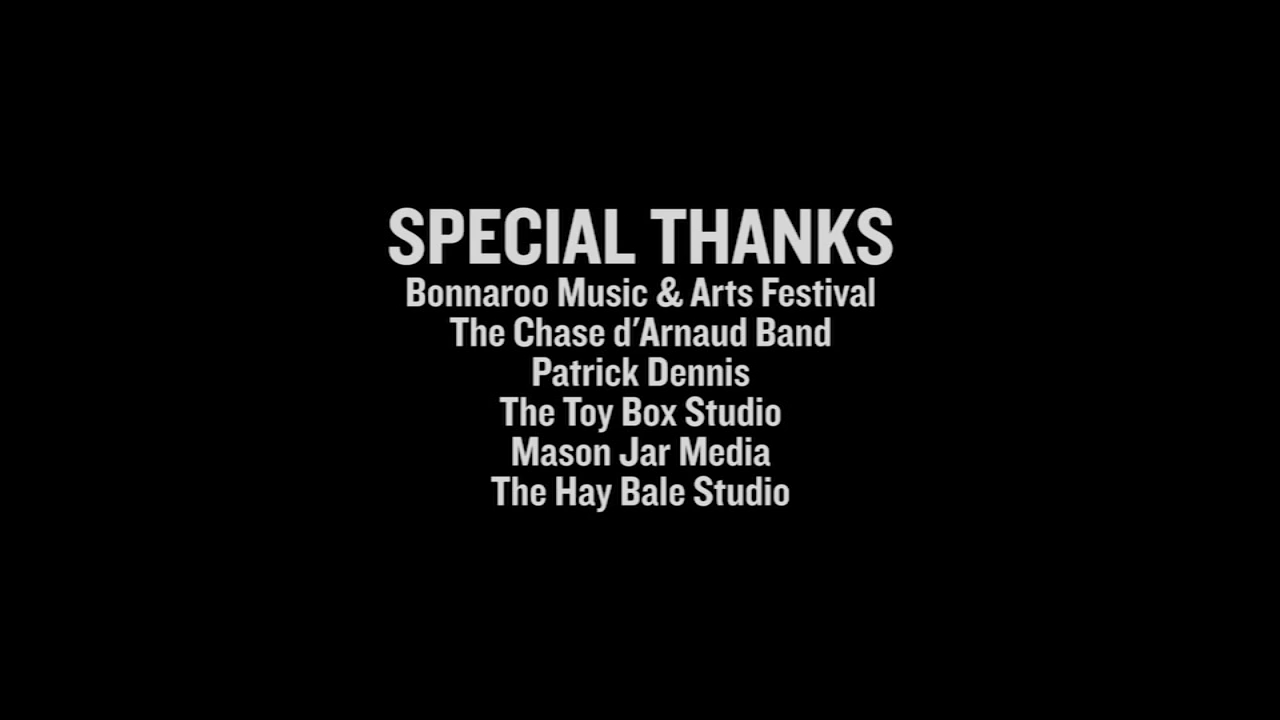 SPECIAL THANKS
Bonnaroo Music & Arts Festival
The Chase d’Arnaud Band
Patrick Dennis
The Toy Box Studio
Mason Jar Media
The Hay Bale Studio